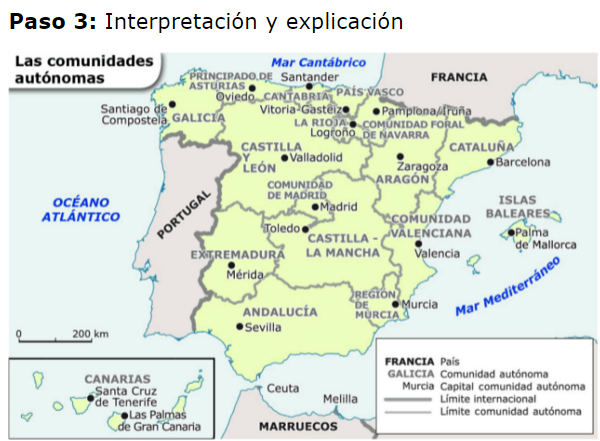 Paso 3: Interpretación y explicación
Las comunidades
autónomas
Mar Cantábrico
FRANCIA
PRINCIPADO DE
ASTURIAS
Oviedo
Santander
CANTABRIA
PAÍS VASCO
Vitoria-Gasteiz
Pamplona/Iruña
Santiago de
Compostela
GALICIA
LA RIOJA
Logroño
COMUNIDAD FORAL
DE NAVARRA
CATALUÑA
Barcelona
CASTILLA
Y
LEÓN
Valladolid
Zaragoza
ARAGÓN
OCÉANO
ATLÁNTICO
PORTUGAL
COMUNIDAD
DE MADRID
Madrid
ISLAS
BALEARES
Palma
de Mallorca
Toledo
CASTILLA -
LA MANCHA
COMUNIDAD
VALENCIANA
Valencia
EXTREMADURA
Mérida
Mar Mediterráneo
REGIÓN
DE
MURCIA
Murcia
ANDALUCÍA
Sevilla
0 200 km
CANARIAS
Santa Cruz
de Tenerife
Las Palmas
de Gran Canaria
Ceuta
Melilla
MARRUECOS
FRANCIA País
GALICIA Comunidad autónoma
Murcia Capital comunidad autónoma
Límite internacional
Límite comunidad autónoma